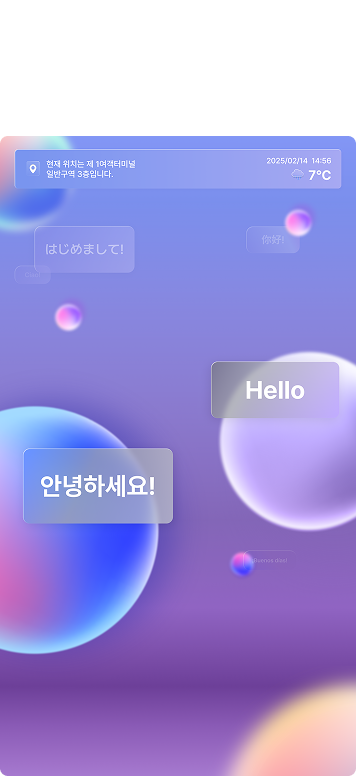 현재 위치는 제 1여객터미널
일반구역 3층입니다.
2025/02/14 14:56
7°C
はじめまして!
你好!
Hello
안녕하세요!